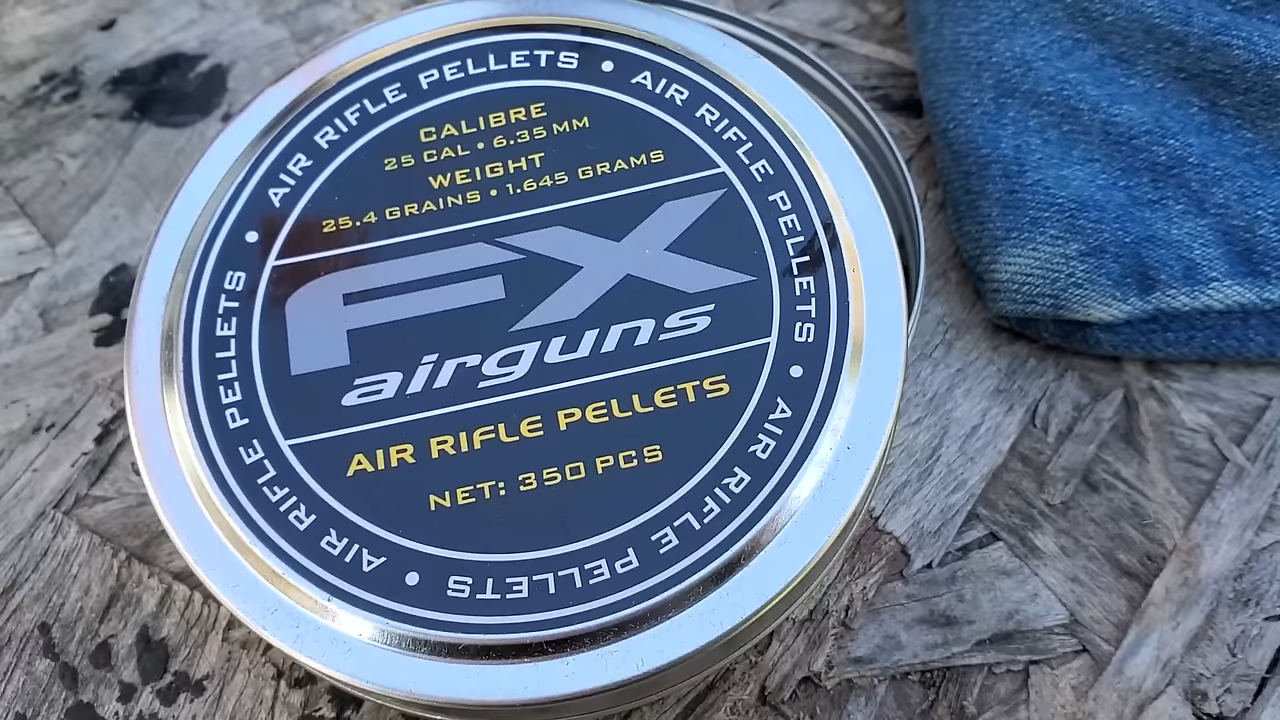 AIR RIFLE PELLETS • AIR RIFLE PELLETS • AIR RIFLE PELLETS • AIR RIFLE PELLETS •
CALIBRE
25 CAL • 6.35 MM
WEIGHT
25.4 GRAINS • 1.645 GRAMS
FX
airguns
AIR RIFLE PELLETS
NET: 350 PCS